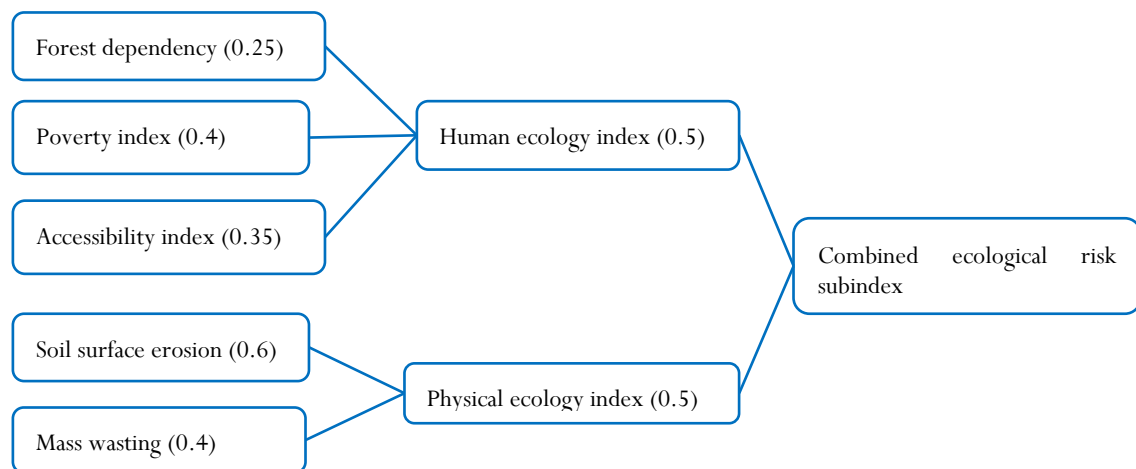 Forest dependency (0.25)
Poverty index (0.4)
Accessibility index (0.35)
Human ecology index (0.5)
Soil surface erosion (0.6)
Mass wasting (0.4)
Physical ecology index (0.5)
Combined ecological risk
subindex